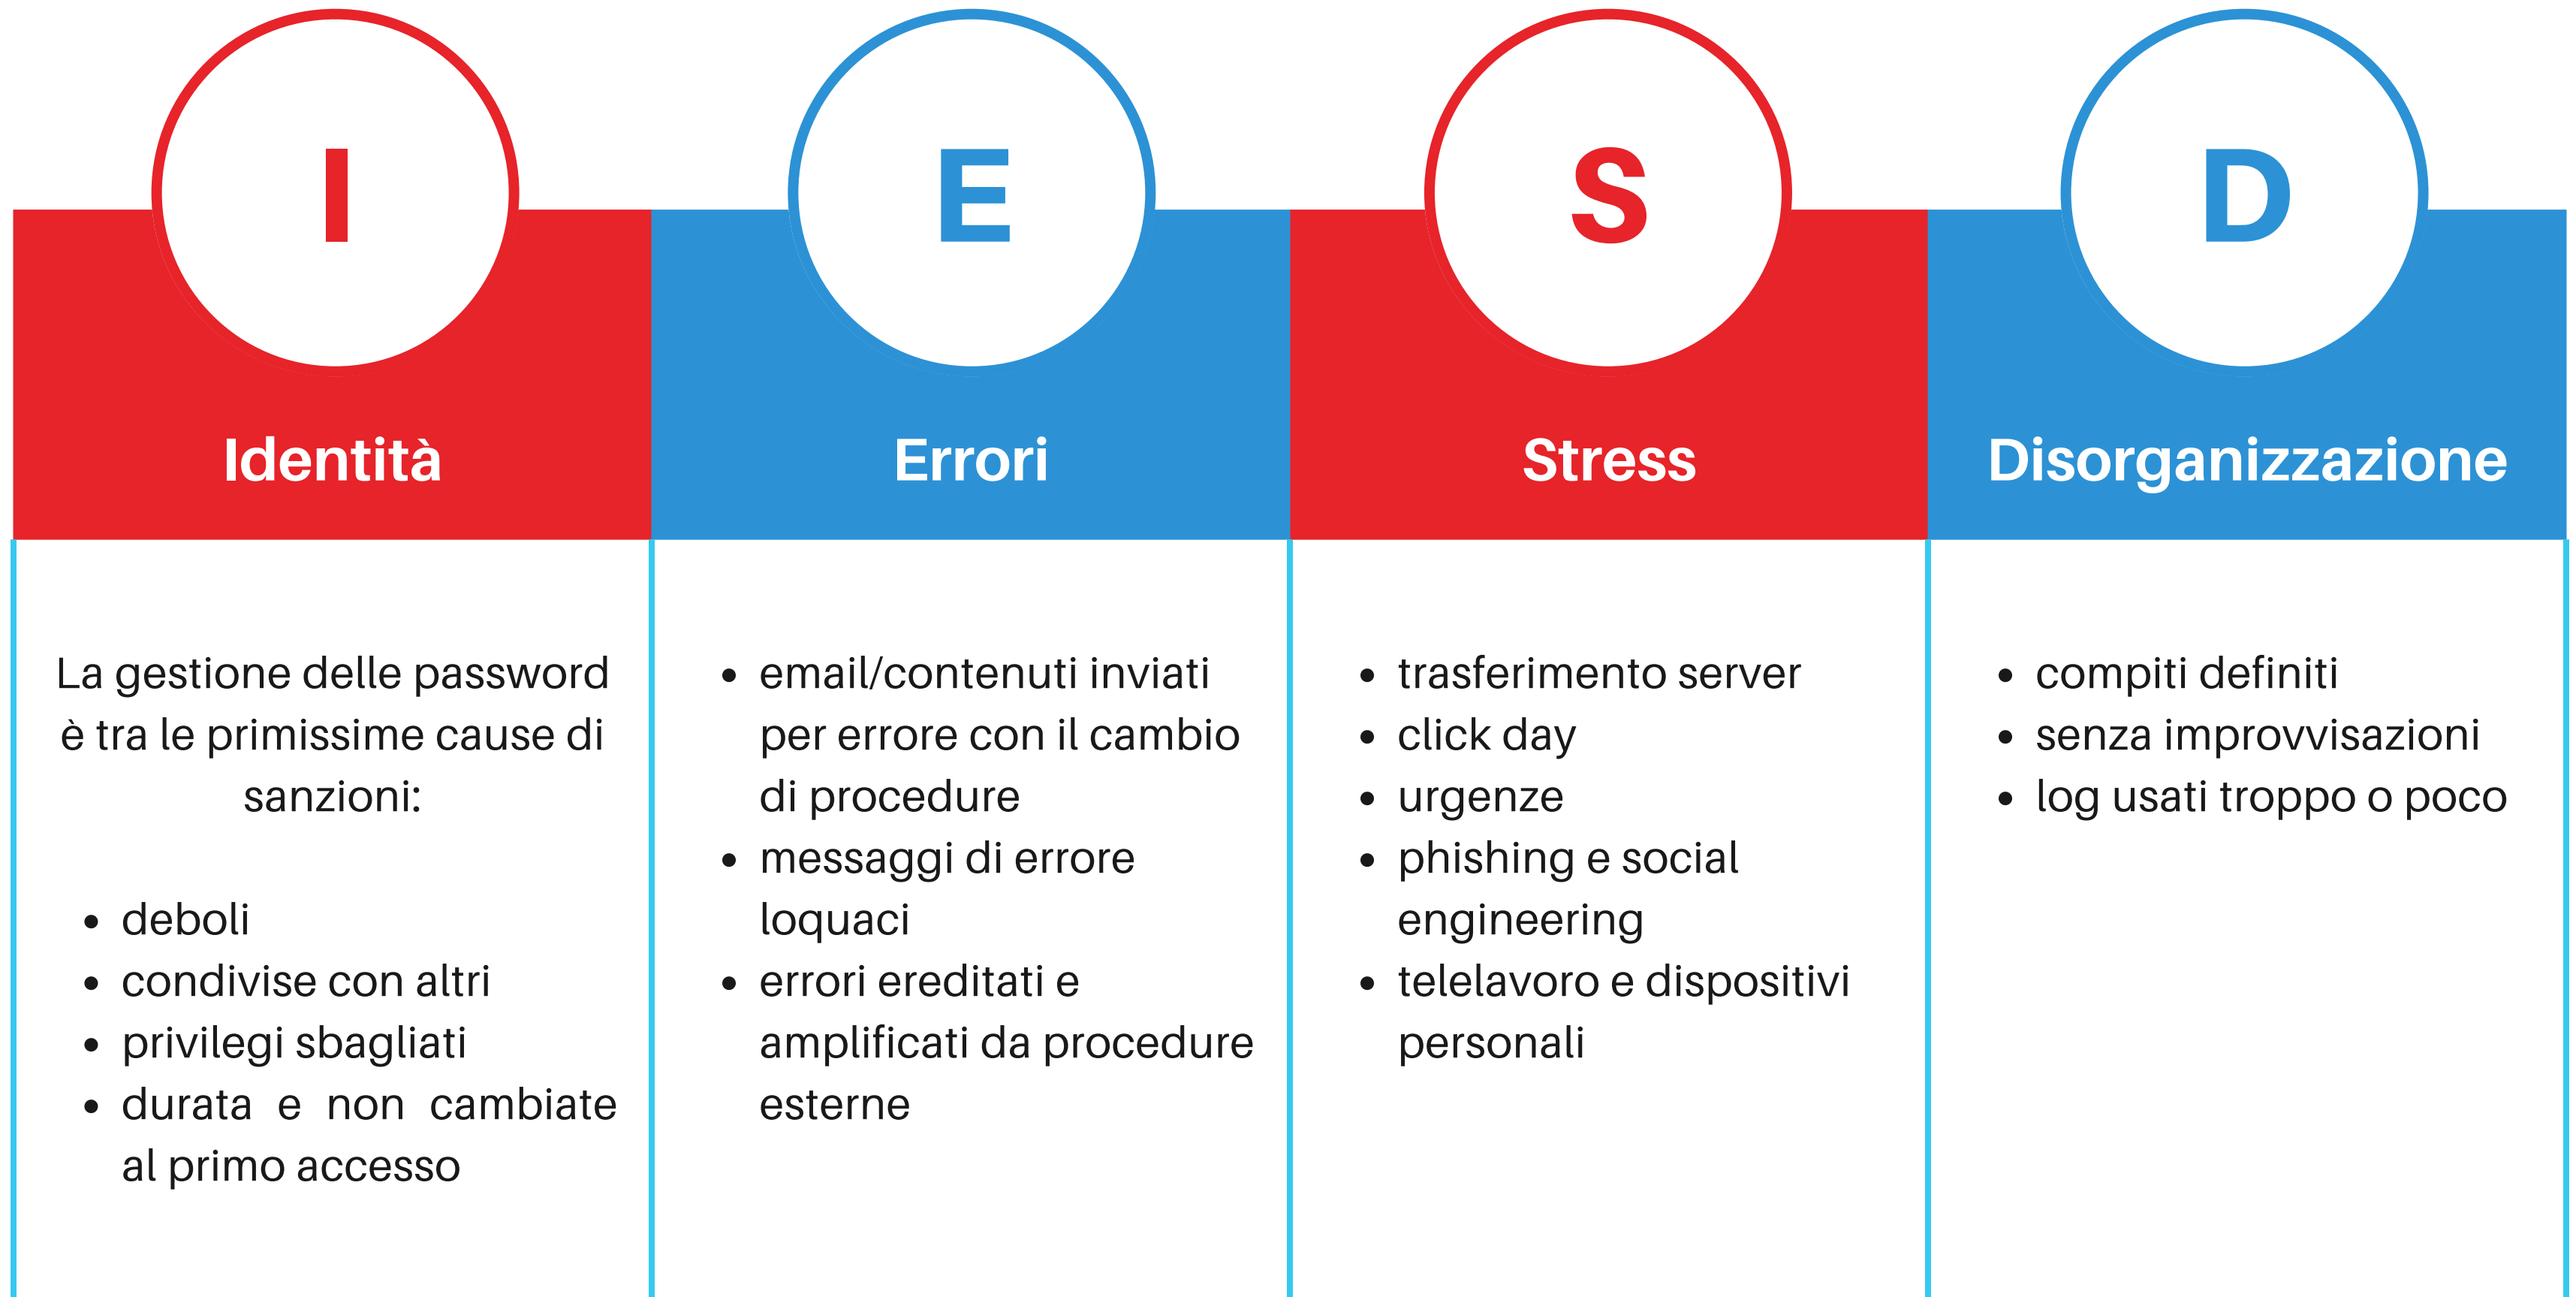 I
E
S
D
Identità
Errori
Stress
Disorganizzazione
La gestione delle password
è tra le primissime cause di
sanzioni:
• deboli
• condivise con altri
• privilegi sbagliati
• durata e non cambiate
al primo accesso
• email/contenuti inviati
per errore con il cambio
di procedure
• messaggi di errore
loquaci
• errori ereditati e
amplificati da procedure
esterne
• trasferimento server
• click day
• urgenze
• phishing e social
engineering
• telelavoro e dispositivi
personali
• compiti definiti
• senza improvvisazioni
• log usati troppo o poco